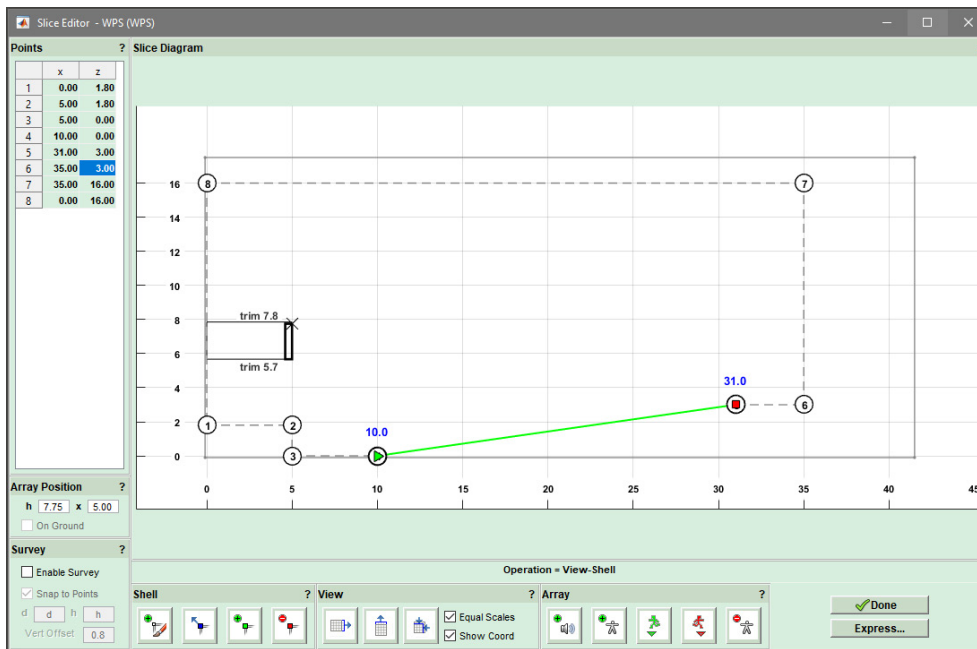 Slice Editor - WPS (WPS)
Points ?
x z
1 0.00 1.80
2 5.00 1.80
3 5.00 0.00
4 10.00 0.00
5 31.00 3.00
6 35.00 3.00
7 35.00 16.00
8 0.00 16.00
Array Position ?
h 7.75 x 5.00
On Ground
Survey ?
Enable Survey
Snap to Points
d d h h
Vert Offset 0.8
Slice Diagram
16
14
12
10
8
6
4
2
0
8
7
trim 7.8
trim 5.7
31.0
6
1
2
10.0
3
0 5 10 15 20 25 30 35 40 45
Operation = View-Shell
Shell ?
View ?
Equal Scales
Show Coord
Array ?
Done
Express...